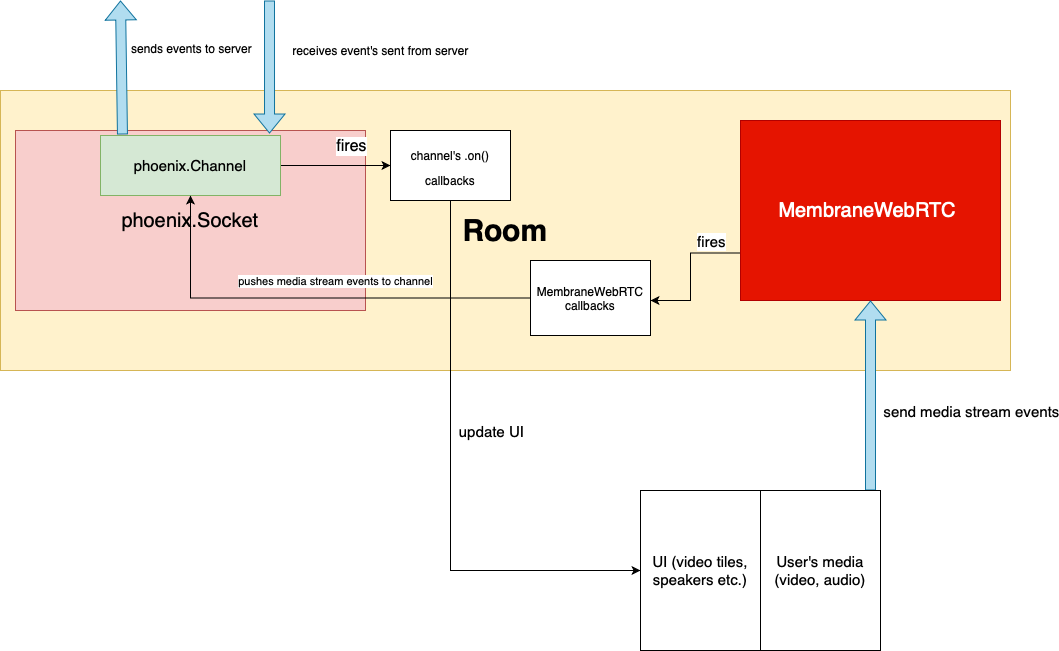 sends events to server
receives event's sent from server
fires
phoenix.Channel
channel's .on()
callbacks
phoenix.Socket
Room
MembraneWebRTC
fires
pushes media stream events to channel
MembraneWebRTC
callbacks
send media stream events
update UI
UI (video tiles,
speakers etc.)
User's media
(video, audio)